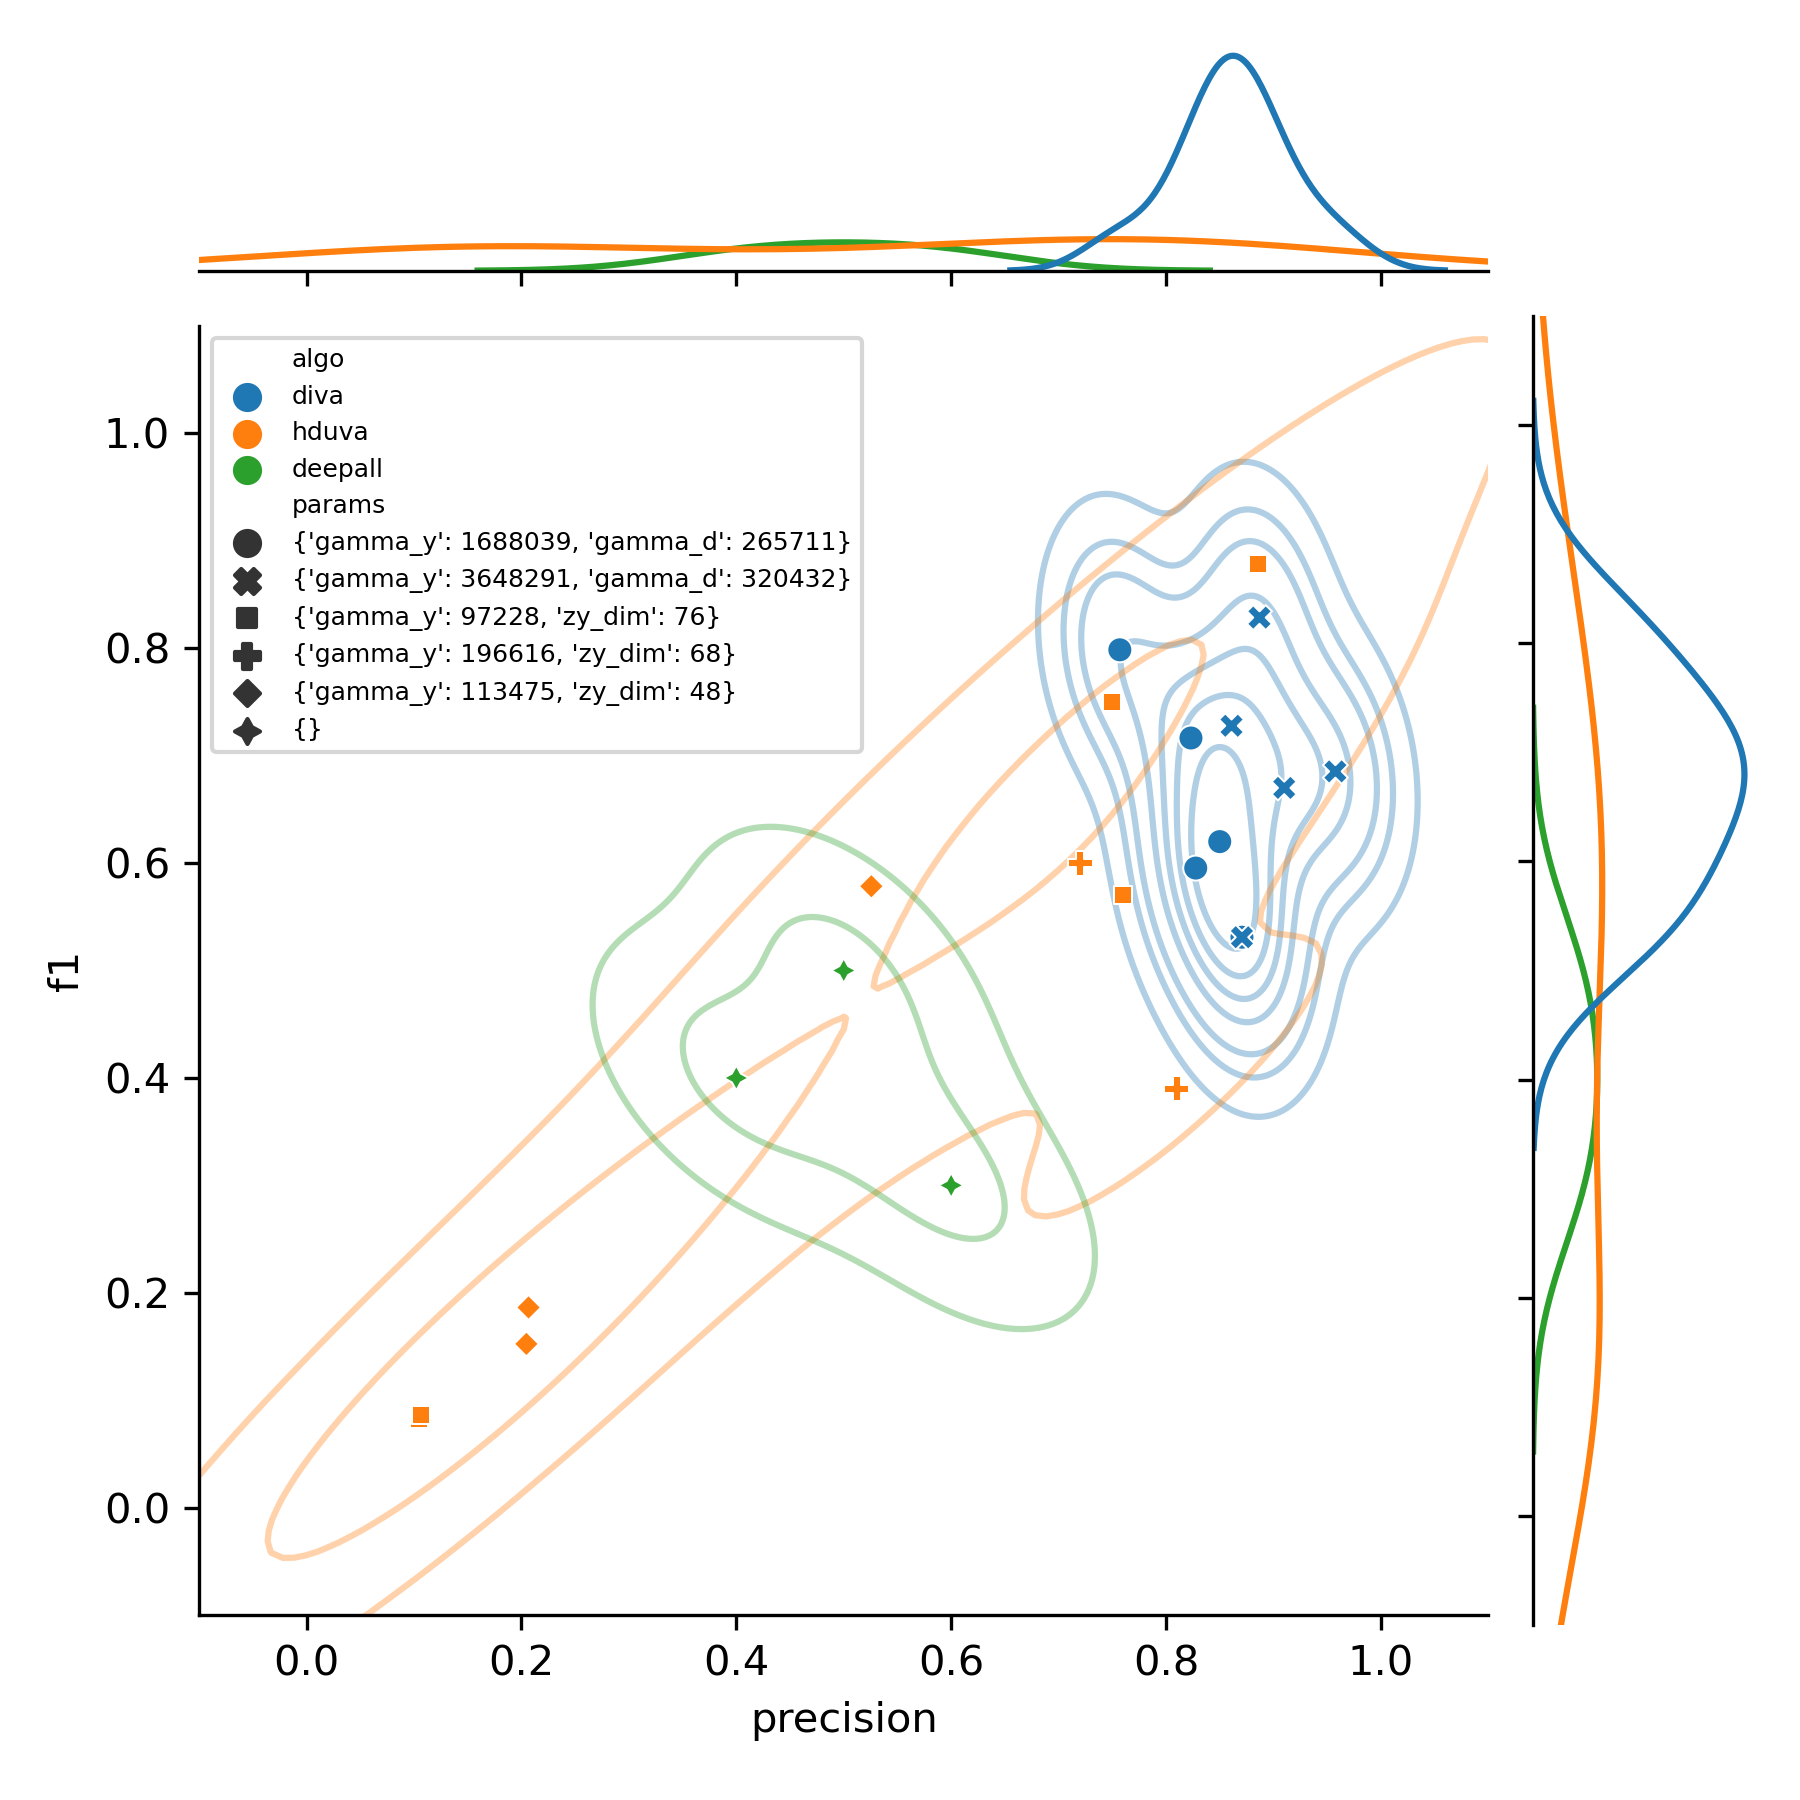 algo
diva
hduva
deepall
params
{'gamma_y': 1688039, 'gamma_d': 265711}
{'gamma_y': 3648291, 'gamma_d': 320432}
{'gamma_y': 97228, 'zy_dim': 76}
{'gamma_y': 196616, 'zy_dim': 68}
{'gamma_y': 113475, 'zy_dim': 48}
{}
1.0
0.8
0.6
0.4
0.2
0.0
f1
0.0 0.2 0.4 0.6 0.8 1.0
precision